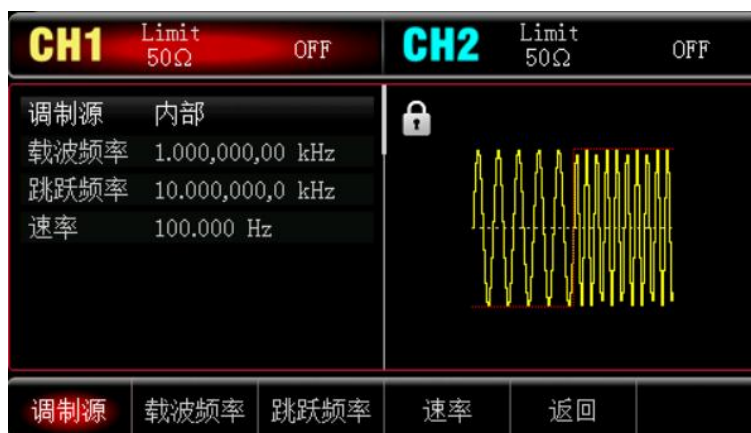 CH1 Limit 50Ω OFF CH2 Limit 50Ω OFF
调制源 内部
载波频率 1.000,000,00 kHz
跳跃频率 10.000,000,0 kHz
速率 100.000 Hz
调制源 载波频率 跳跃频率 速率 返回